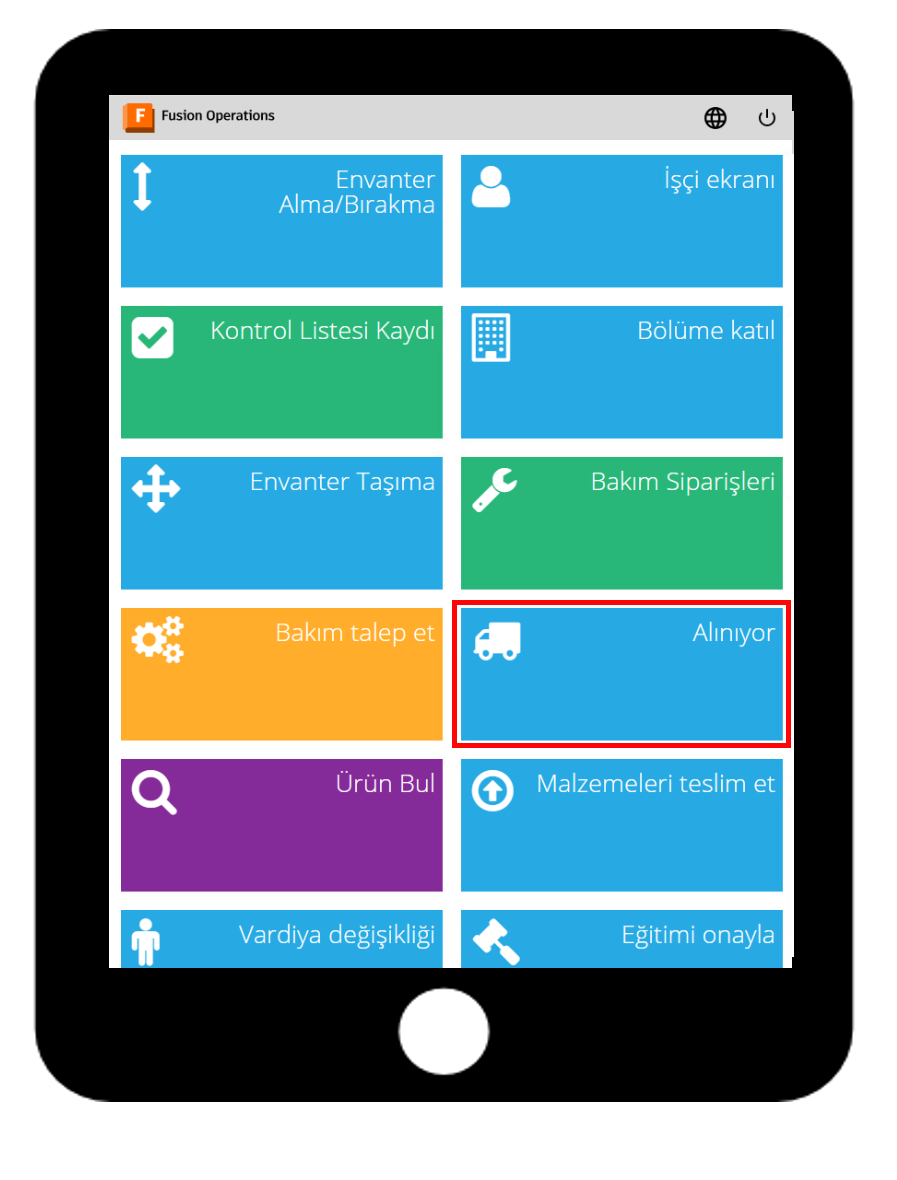 Fusion Operations
Envanter
Alma/Bırakma
İşçi ekranı
Kontrol Listesi Kaydı
Bölüme katıl
Envanter Taşıma
Bakım Siparişleri
Bakım talep et
Alınıyor
Ürün Bul
Malzemeleri teslim et
Vardiya değişikliği
Eğitimi onayla